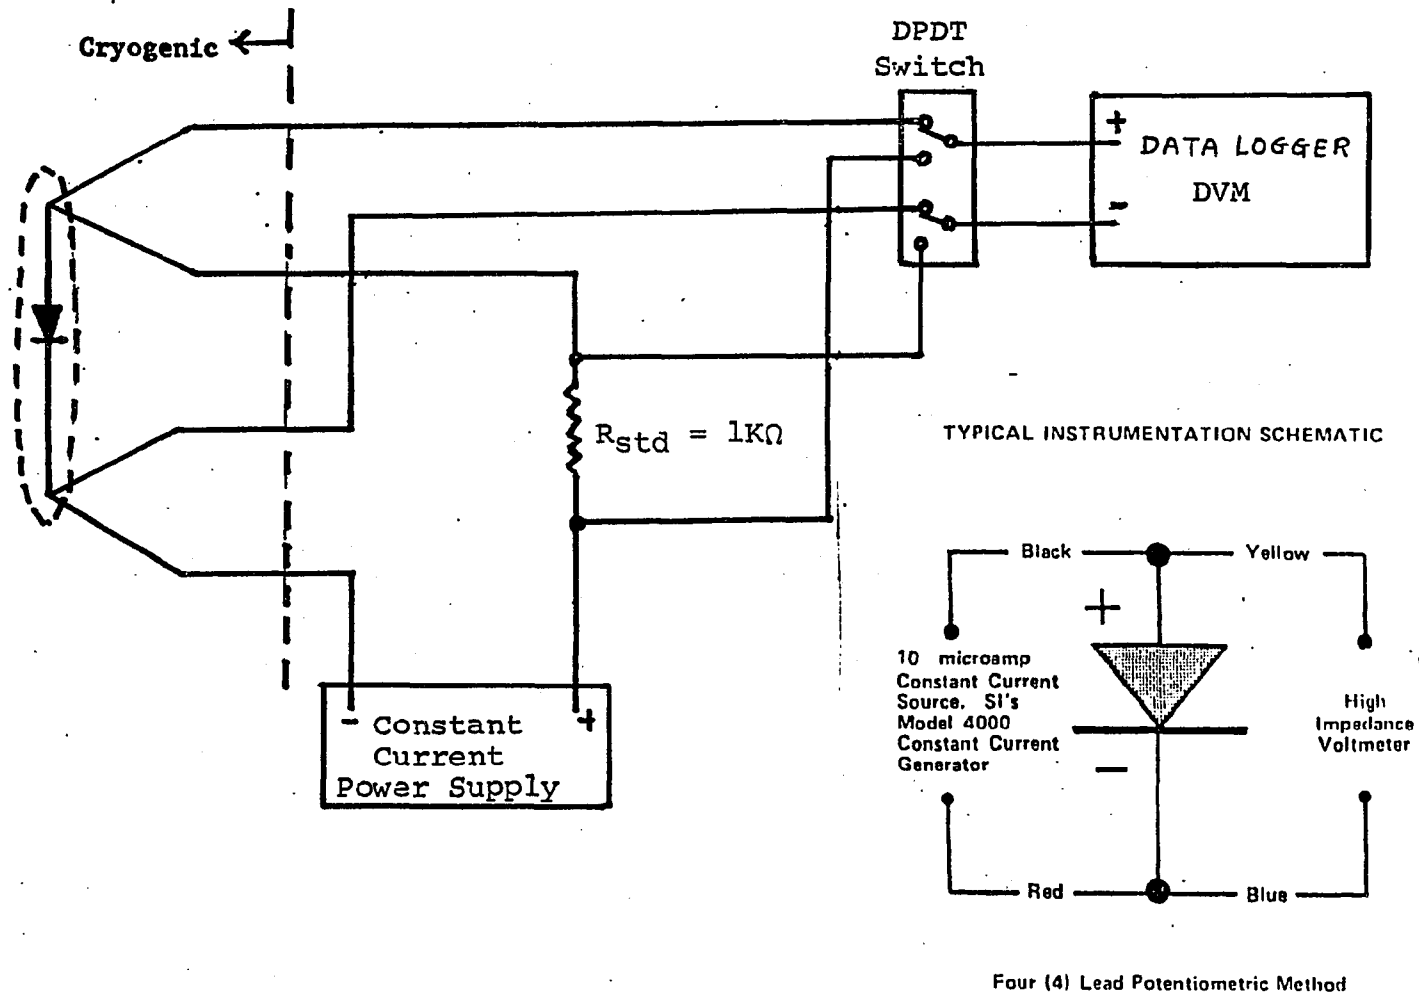 Cryogenic
DPDT
Switch
+
DATA LOGGER
DVM
-
Rstd = 1KΩ
TYPICAL INSTRUMENTATION SCHEMATIC
- Constant +
Current
Power Supply
Black
Yellow
+
10 microamp
Constant Current
Source. SI's
Model 4000
Constant Current
Generator
High
Impedance
Voltmeter
-
Red
Blue
Four (4) Lead Potentiometric Method